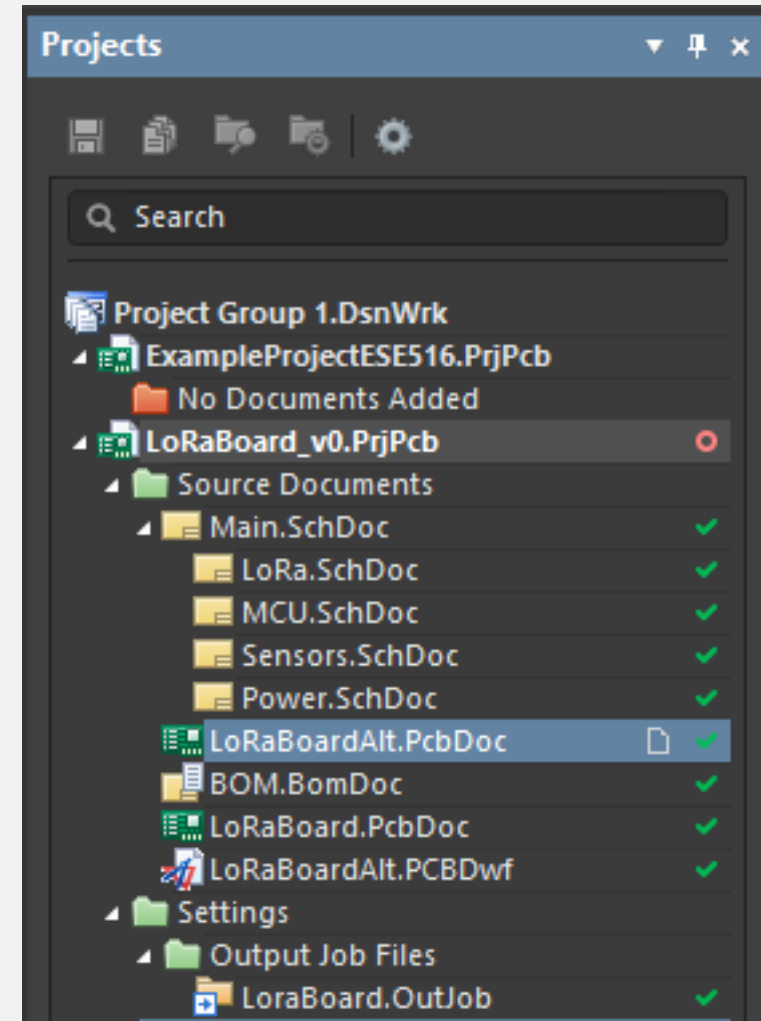 Projects
Search
Project Group 1.DsnWrk
ExampleProjectESE516.PrjPcb
No Documents Added
LoRaBoard_v0.PrjPcb
Source Documents
Main.SchDoc
LoRa.SchDoc
MCU.SchDoc
Sensors.SchDoc
Power.SchDoc
LoRaBoardAlt.PcbDoc
BOM.BomDoc
LoRaBoard.PcbDoc
LoRaBoardAlt.PCBDwf
Settings
Output Job Files
LoraBoard.OutJob